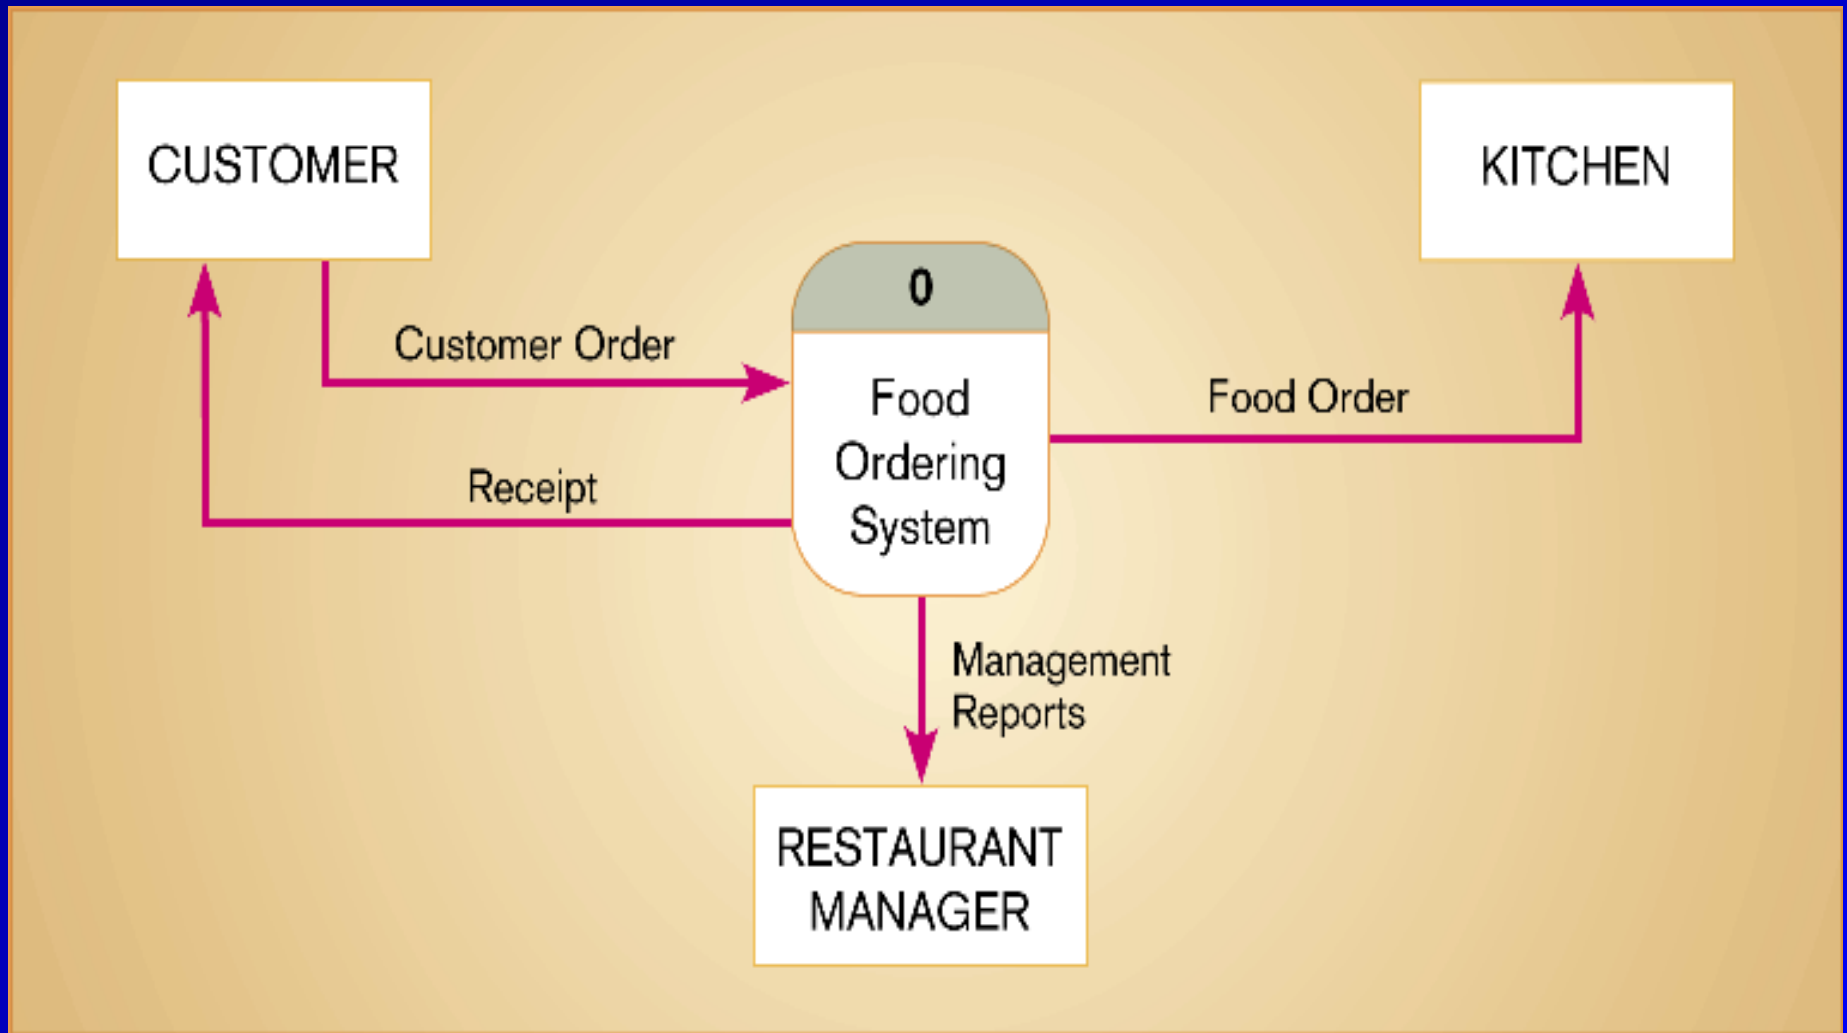 CUSTOMER
KITCHEN
0
Customer Order
Food
Ordering
System
Food Order
Receipt
Management
Reports
RESTAURANT
MANAGER